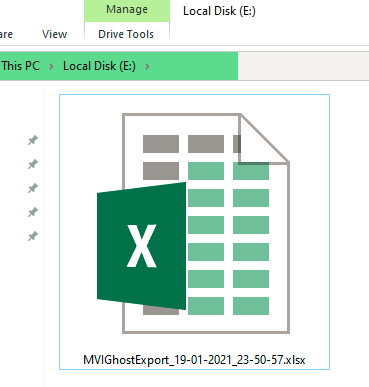 Manage
Local Disk (E:)
are
View
Drive Tools
This PC > Local Disk (E:) >
X
MVIGhostExport_19-01-2021_23-50-57.xlsx